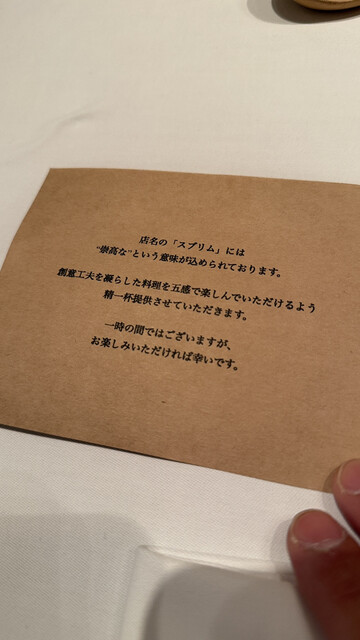 店名の「スブリム」には
“崇高な”という意味が込められております。
創意工夫を凝らした料理を五感で楽しんでいただけるよう
精一杯提供させていただきます。
一時の間ではございますが、
お楽しみいただければ幸いです。